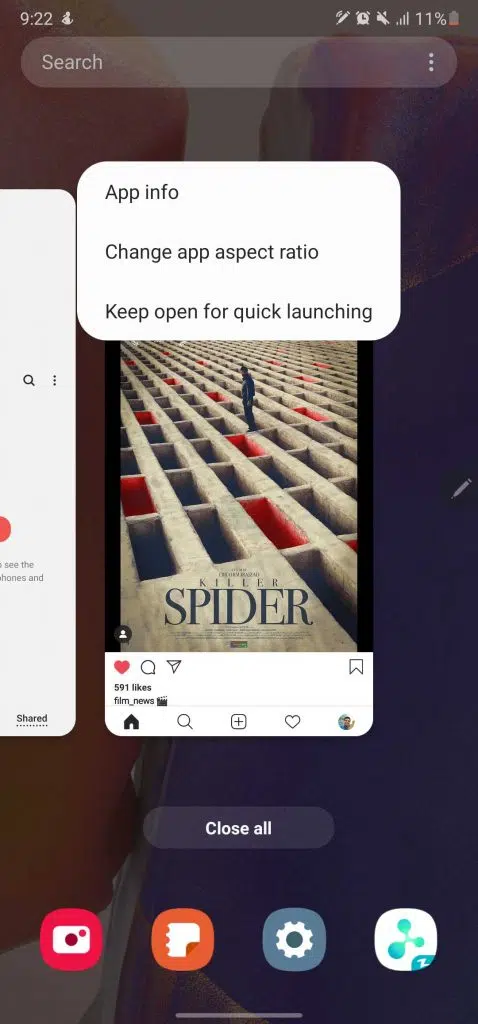 9:22
11%
Search
App info
Change app aspect ratio
Keep open for quick launching
see the
phones and
Shared
KILLER
SPIDER
591 likes
film_news 🎬
Close all